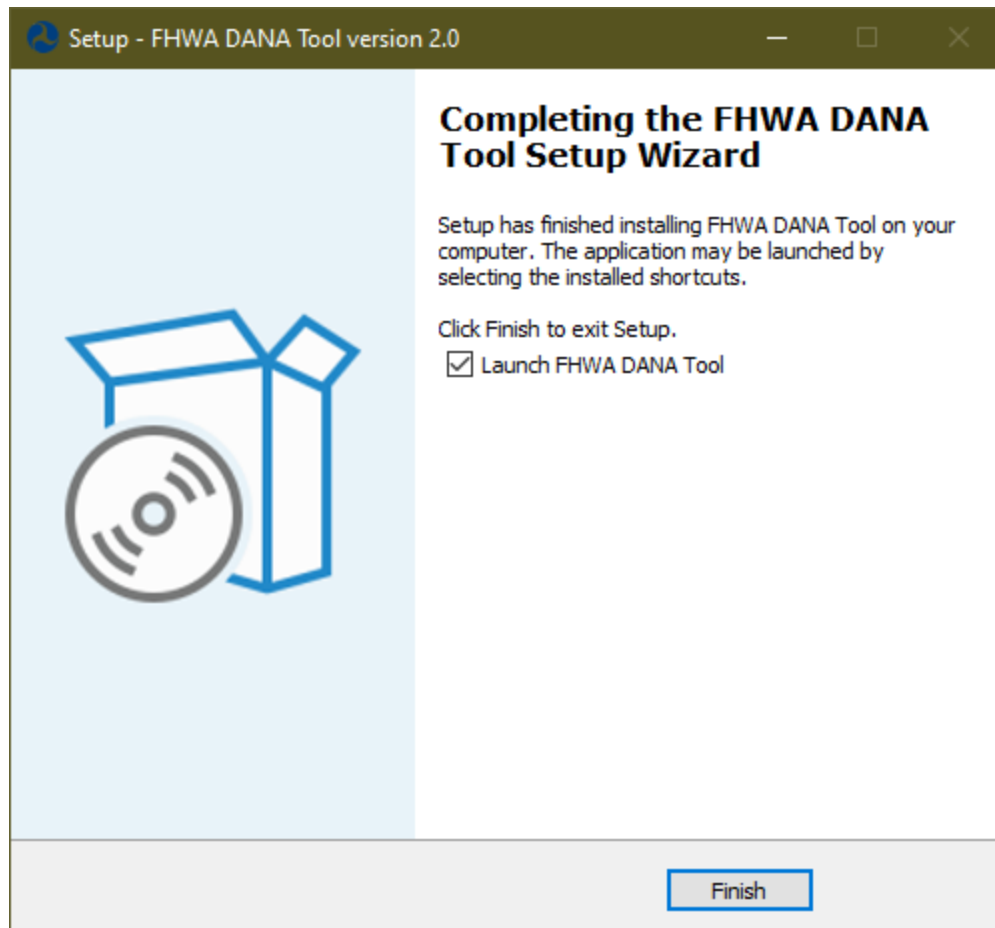 Setup - FHWA DANA Tool version 2.0
Completing the FHWA DANA
Tool Setup Wizard
Setup has finished installing FHWA DANA Tool on your
computer. The application may be launched by
selecting the installed shortcuts.
Click Finish to exit Setup.
Launch FHWA DANA Tool
Finish